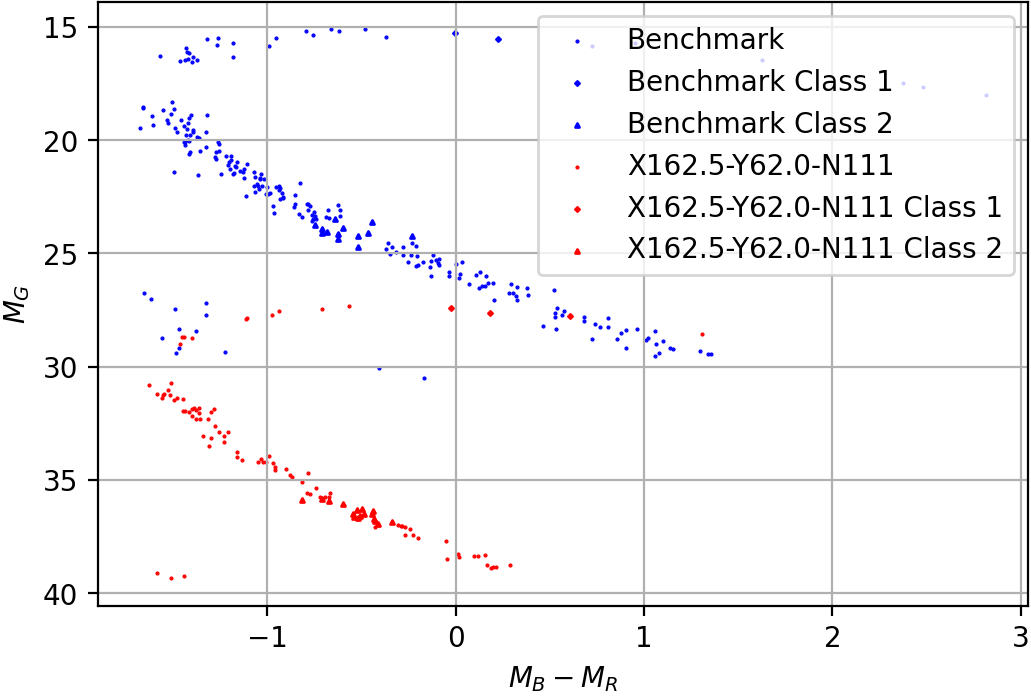 15
20
25
30
35
40
M_G
Benchmark
Benchmark Class 1
Benchmark Class 2
X162.5-Y62.0-N111
X162.5-Y62.0-N111 Class 1
X162.5-Y62.0-N111 Class 2
−1 0 1 2 3
M_B − M_R